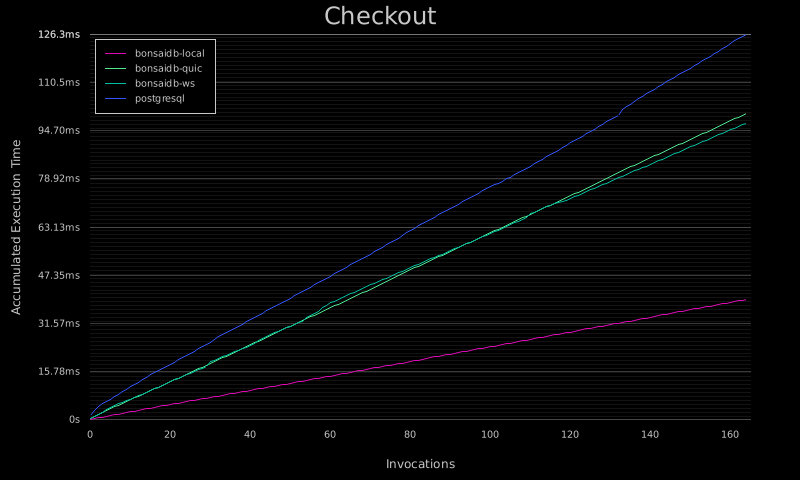 Checkout
126.3ms
110.5ms
94.70ms
78.92ms
63.13ms
47.35ms
31.57ms
15.78ms
0s
bonsaidb-local
bonsaidb-quic
bonsaidb-ws
postgresql
Accumulated Execution Time
0 20 40 60 80 100 120 140 160
Invocations